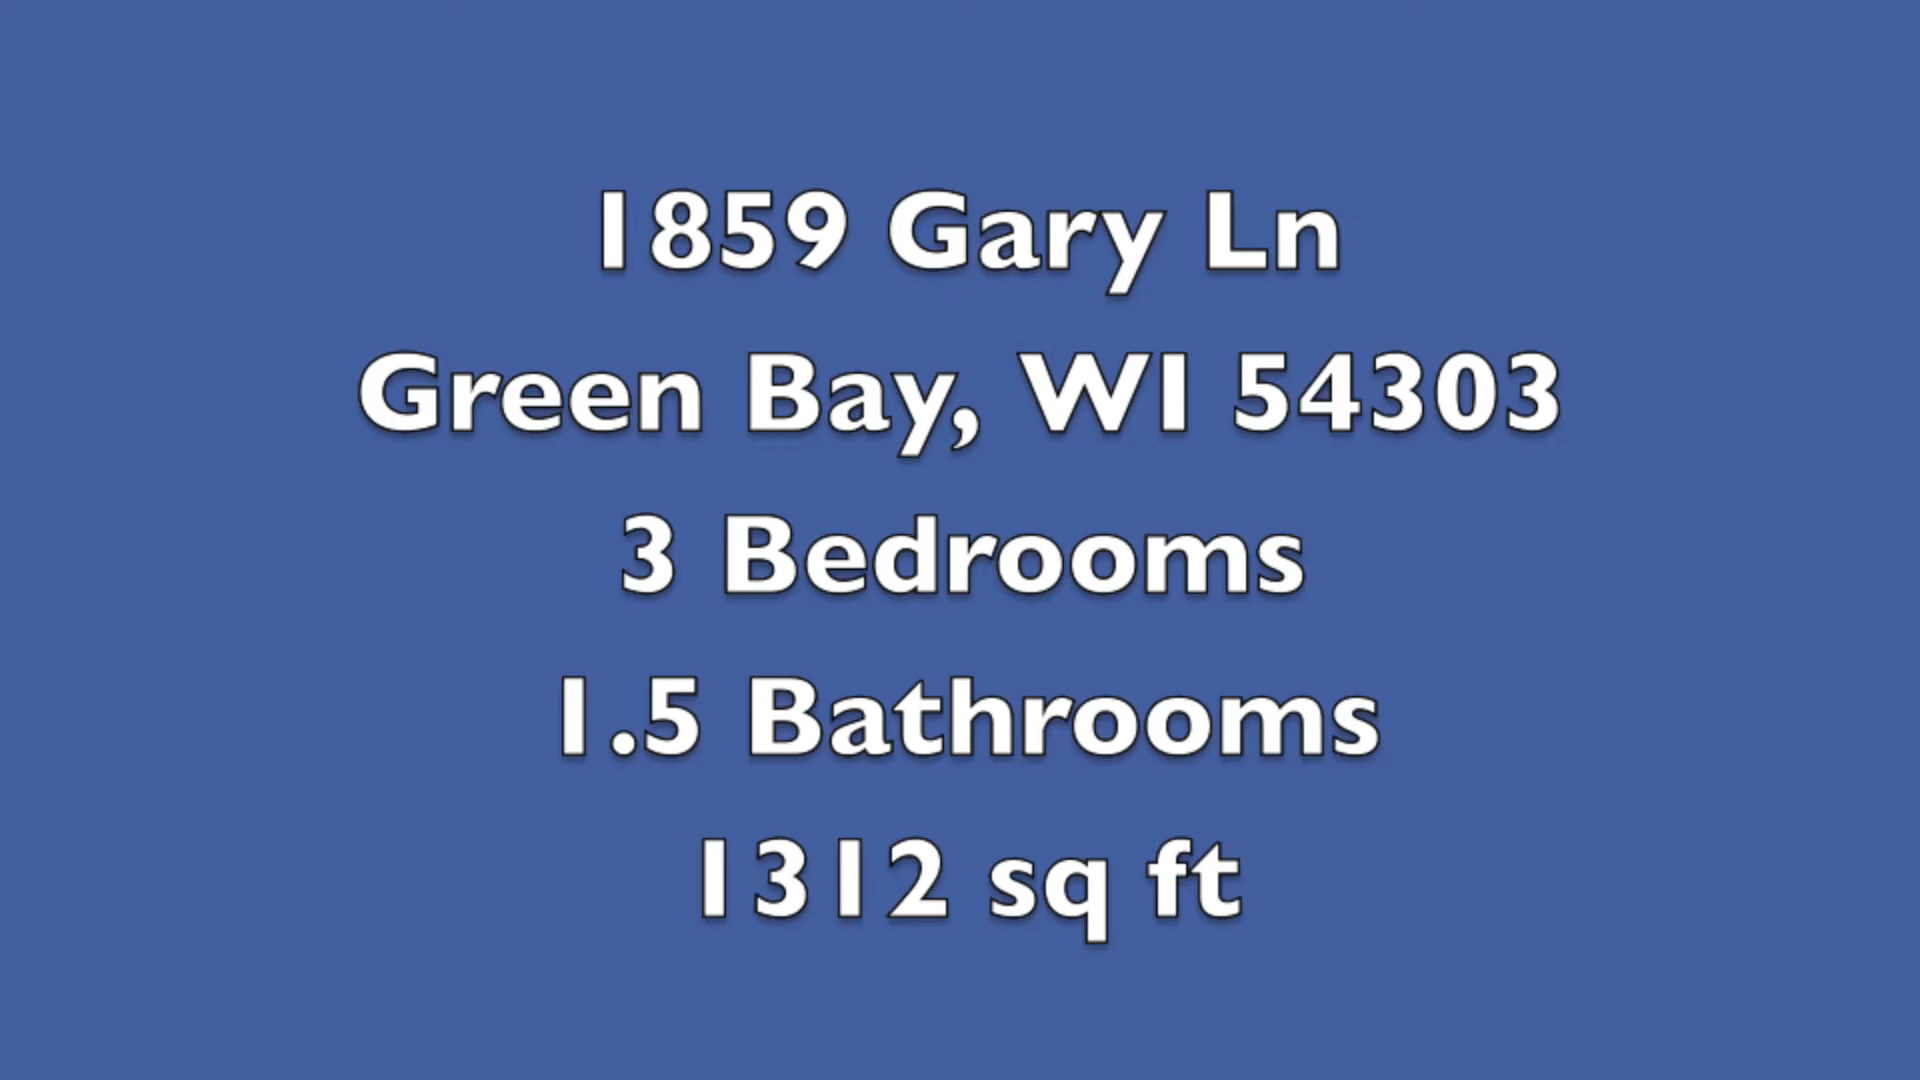 1859 Gary Ln
Green Bay, WI 54303
3 Bedrooms
1.5 Bathrooms
1312 sq ft